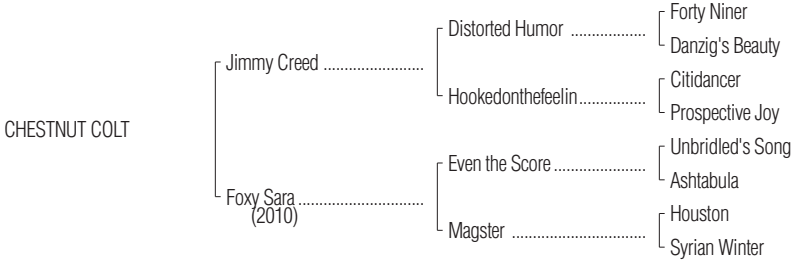 Forty Niner
Distorted Humor ..................
Danzig's Beauty
Jimmy Creed ........................
Citidancer
Hookedonthefeelin................
Prospective Joy
CHESTNUT COLT
Unbridled's Song
Even the Score ......................
Ashtabula
Foxy Sara ..............................
(2010)
Houston
Magster ................................
Syrian Winter